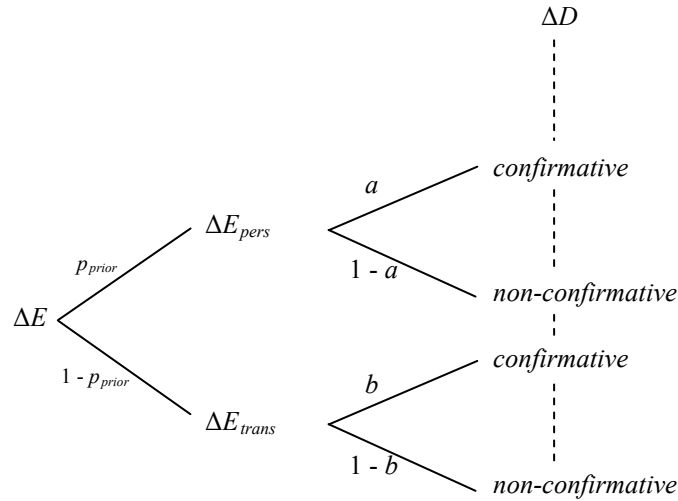 ΔD
a
confirmative
ΔE_pers
p_prior
1 - a
non-confirmative
ΔE
confirmative
1 - p_prior
b
ΔE_trans
1 - b
non-confirmative